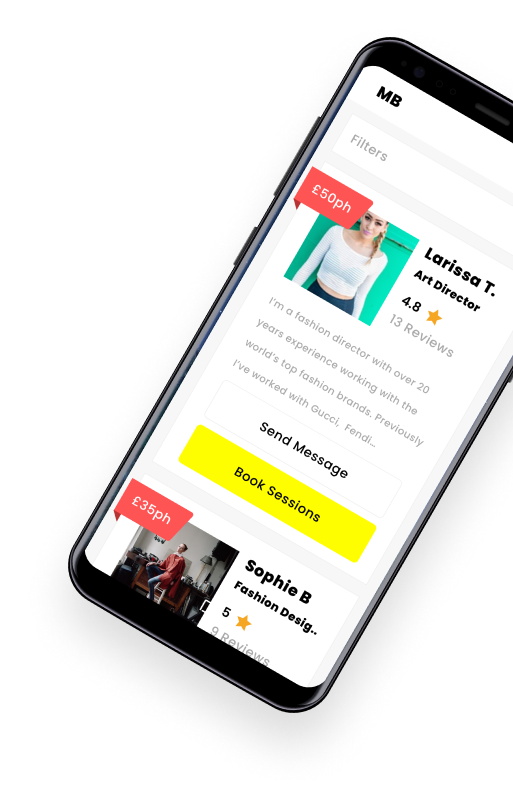 MB
Filters
£50ph
Larissa T.
Art Director
4.8
13 Reviews
I'm a fashion director with over 20
years experience working with the
world's top fashion brands. Previously
I've worked with Gucci, Fendi...
Send Message
Book Sessions
£35ph
Sophie B
Fashion Desig..
5
9 Reviews